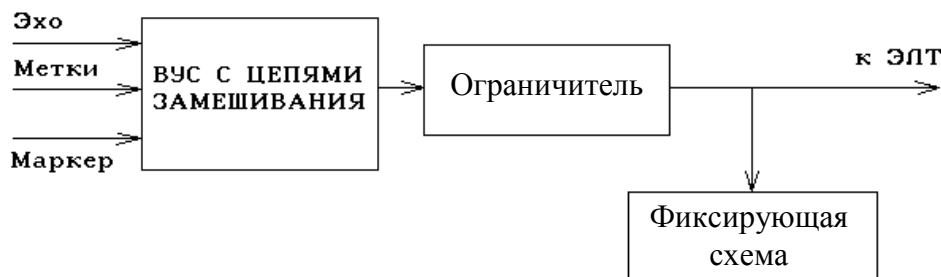 Эхо
Метки
Маркер
ВУС С ЦЕПЯМИ
ЗАМЕШИВАНИЯ
Ограничитель
к ЭЛТ
Фиксирующая
схема